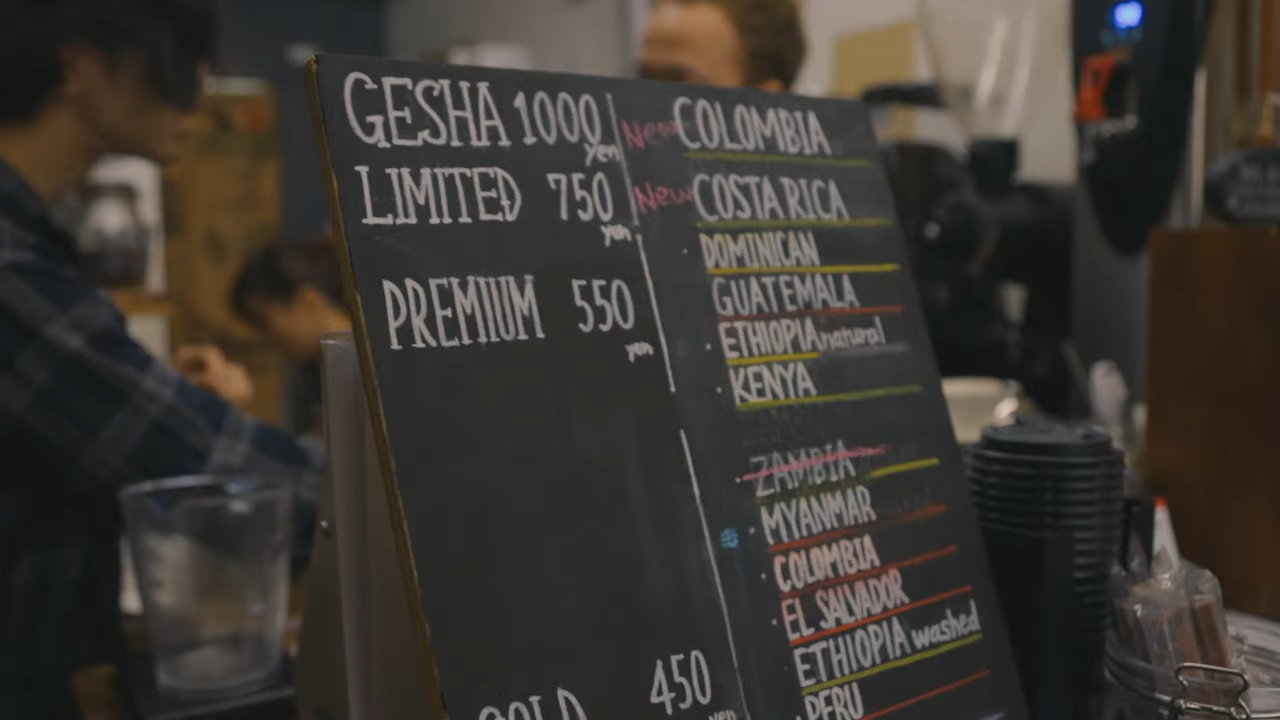 GESHA 1000
yen
LIMITED 750
yen
PREMIUM 550
yen
450
yen
New COLOMBIA
New COSTA RICA
DOMINICAN
GUATEMALA
ETHIOPIA natural
KENYA
ZAMBIA
MYANMAR
COLOMBIA
EL SALVADOR
ETHIOPIA washed
PERU